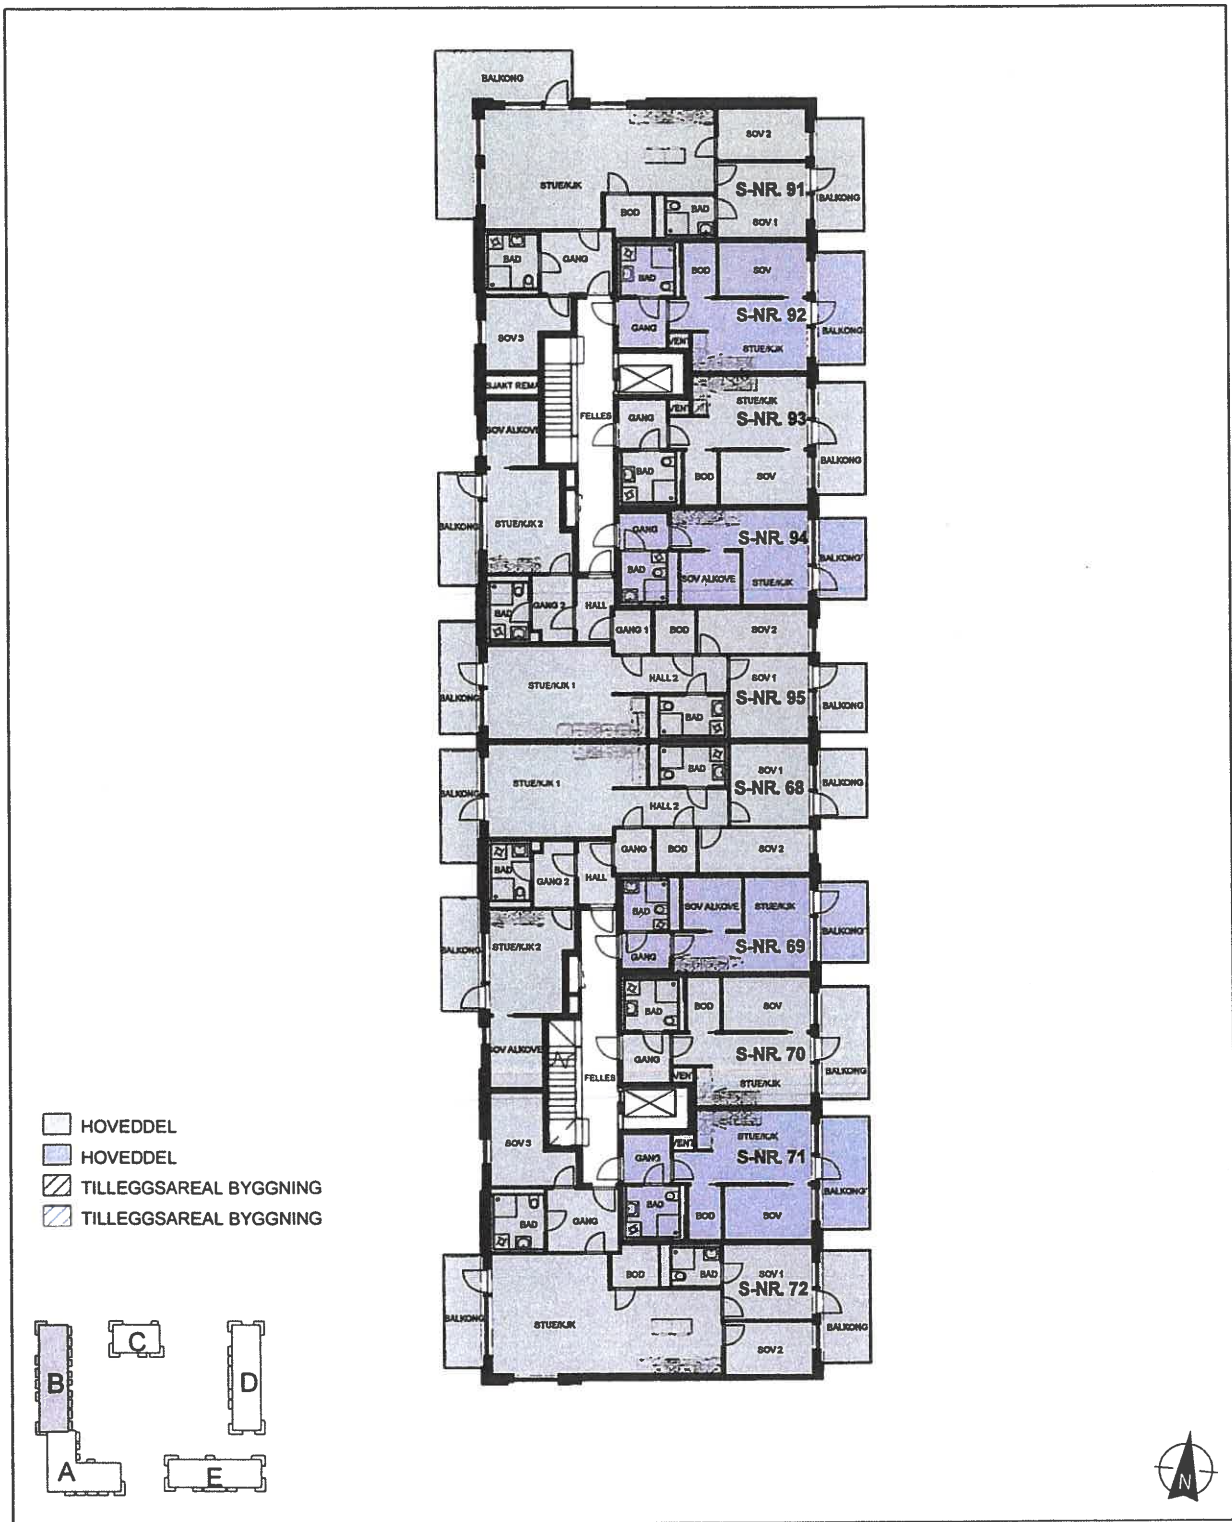 BALKONG
SOV 2
STUE/KJK
S-NR. 91
BALKONG
BOD
BAD
SOV 1
BAD
GANG
BAD
BOD
SOV
SOV 3
GANG
S-NR. 92
BALKONG
VENT
STUE/KJK
SJAKT REMA
FELLES
GANG
VENT
STUE/KJK
S-NR. 93
SOV ALKOVE
BALKONG
BAD
BOD
SOV
BALKONG
STUE/KJK 2
GANG
S-NR. 94
BALKONG
BAD
SOV ALKOVE
STUE/KJK
BAD
GANG 2
HALL
GANG 1
BOD
SOV 2
STUE/KJK 1
HALL 2
SOV 1
S-NR. 95
BALKONG
BALKONG
BAD
BALKONG
STUE/KJK 1
BAD
SOV 1
S-NR. 68
BALKONG
HALL 2
BAD
GANG 2
HALL
GANG
BOD
SOV 2
BAD
SOV ALKOVE
STUE/KJK
BALKONG
STUE/KJK 2
GANG
S-NR. 69
BALKONG
BAD
BOD
SOV
SOV ALKOVE
FELLES
GANG
S-NR. 70
VENT
STUE/KJK
BALKONG
SOV 3
GANG
VENT
STUE/KJK
S-NR. 71
BALKONG
BAD
BOD
SOV
BAD
GANG
BOD
BAD
SOV 1
S-NR. 72
BALKONG
STUE/KJK
BALKONG
SOV 2
HOVEDDEL
HOVEDDEL
TILLEGGSAREAL BYGGNING
TILLEGGSAREAL BYGGNING
C
B
D
A
E
N